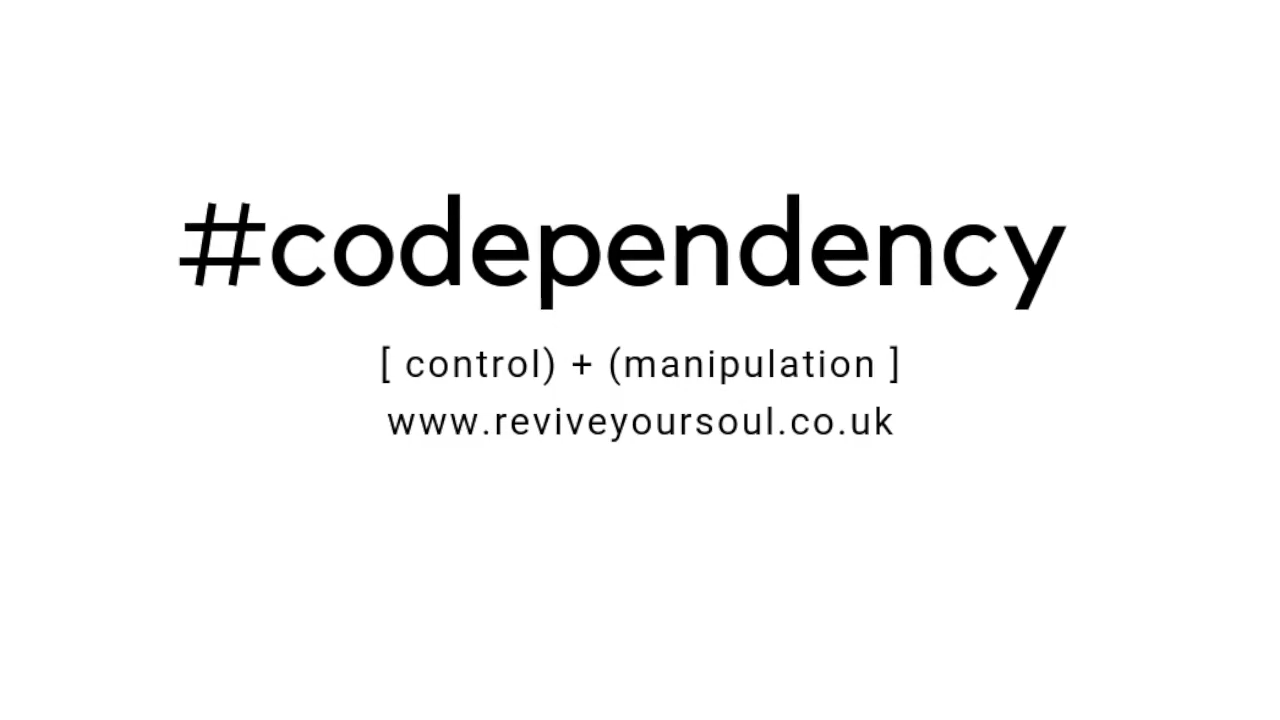 #codependency
[ control) + (manipulation ]
www.reviveyoursoul.co.uk